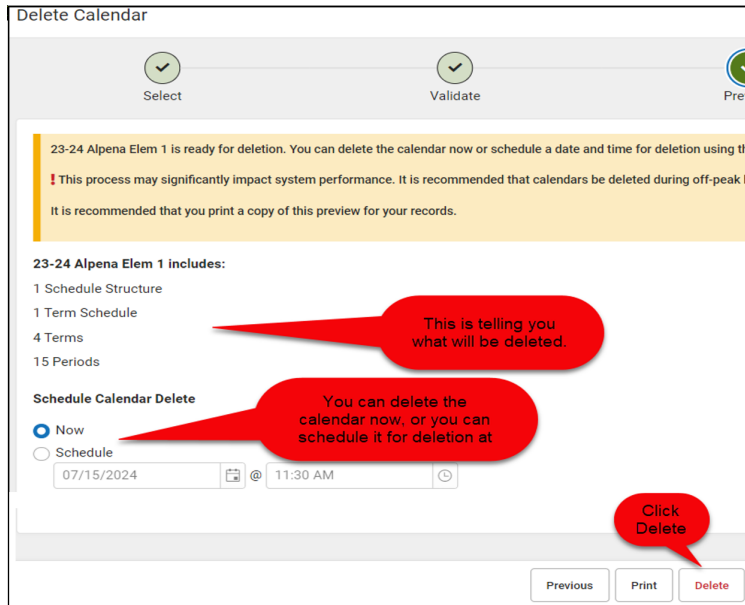 Delete Calendar
Select
Validate
23-24 Alpena Elem 1 is ready for deletion. You can delete the calendar now or schedule a date and time for deletion using
! This process may significantly impact system performance. It is recommended that calendars be deleted during off-peak
It is recommended that you print a copy of this preview for your records.
23-24 Alpena Elem 1 includes:
1 Schedule Structure
1 Term Schedule
4 Terms
15 Periods
This is telling you
what will be deleted.
Schedule Calendar Delete
Now
Schedule
07/15/2024 @ 11:30 AM
You can delete the
calendar now, or you can
schedule it for deletion at
Click
Delete
Previous Print Delete